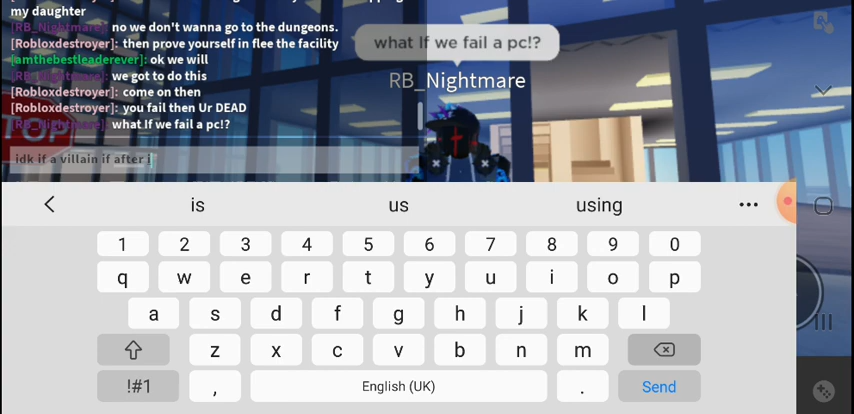 my daughter
[RB_Nightmare]: no we don't wanna go to the dungeons.
[Robloxdestroyer]: then prove yourself in flee the facility
[amthebestleaderever]: ok we will
[RB_Nightmare]: we got to do this
[Robloxdestroyer]: come on then
[Robloxdestroyer]: you fail then Ur DEAD
[RB_Nightmare]: what If we fail a pc!?
idk if a villain if after i
what If we fail a pc!?
RB_Nightmare
TOP
is us using
1 2 3 4 5 6 7 8 9 0
q w e r t y u i o p
a s d f g h j k l
z x c v b n m
!#1 , English (UK) . Send